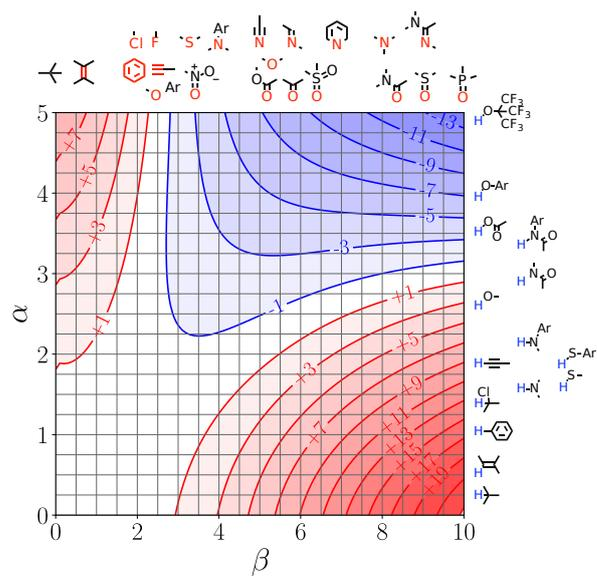 Cl F S Ar N N N N N N N
O Ar N+ O− O O O O S O N O S O P O
5
4
3
2
1
0
0 2 4 6 8 10
α
β
+7
+5
+3
+1
-13
-11
-9
-7
-5
-3
-1
+1
+3
+5
+7
+9
+11
+13
+15
+17
+19
H O CF3
CF3
CF3
H O-Ar
H O O
Ar
H N O
H N O
H O
H-N Ar
H
H S-Ar
H S
Cl
H
H-N
H
H
H